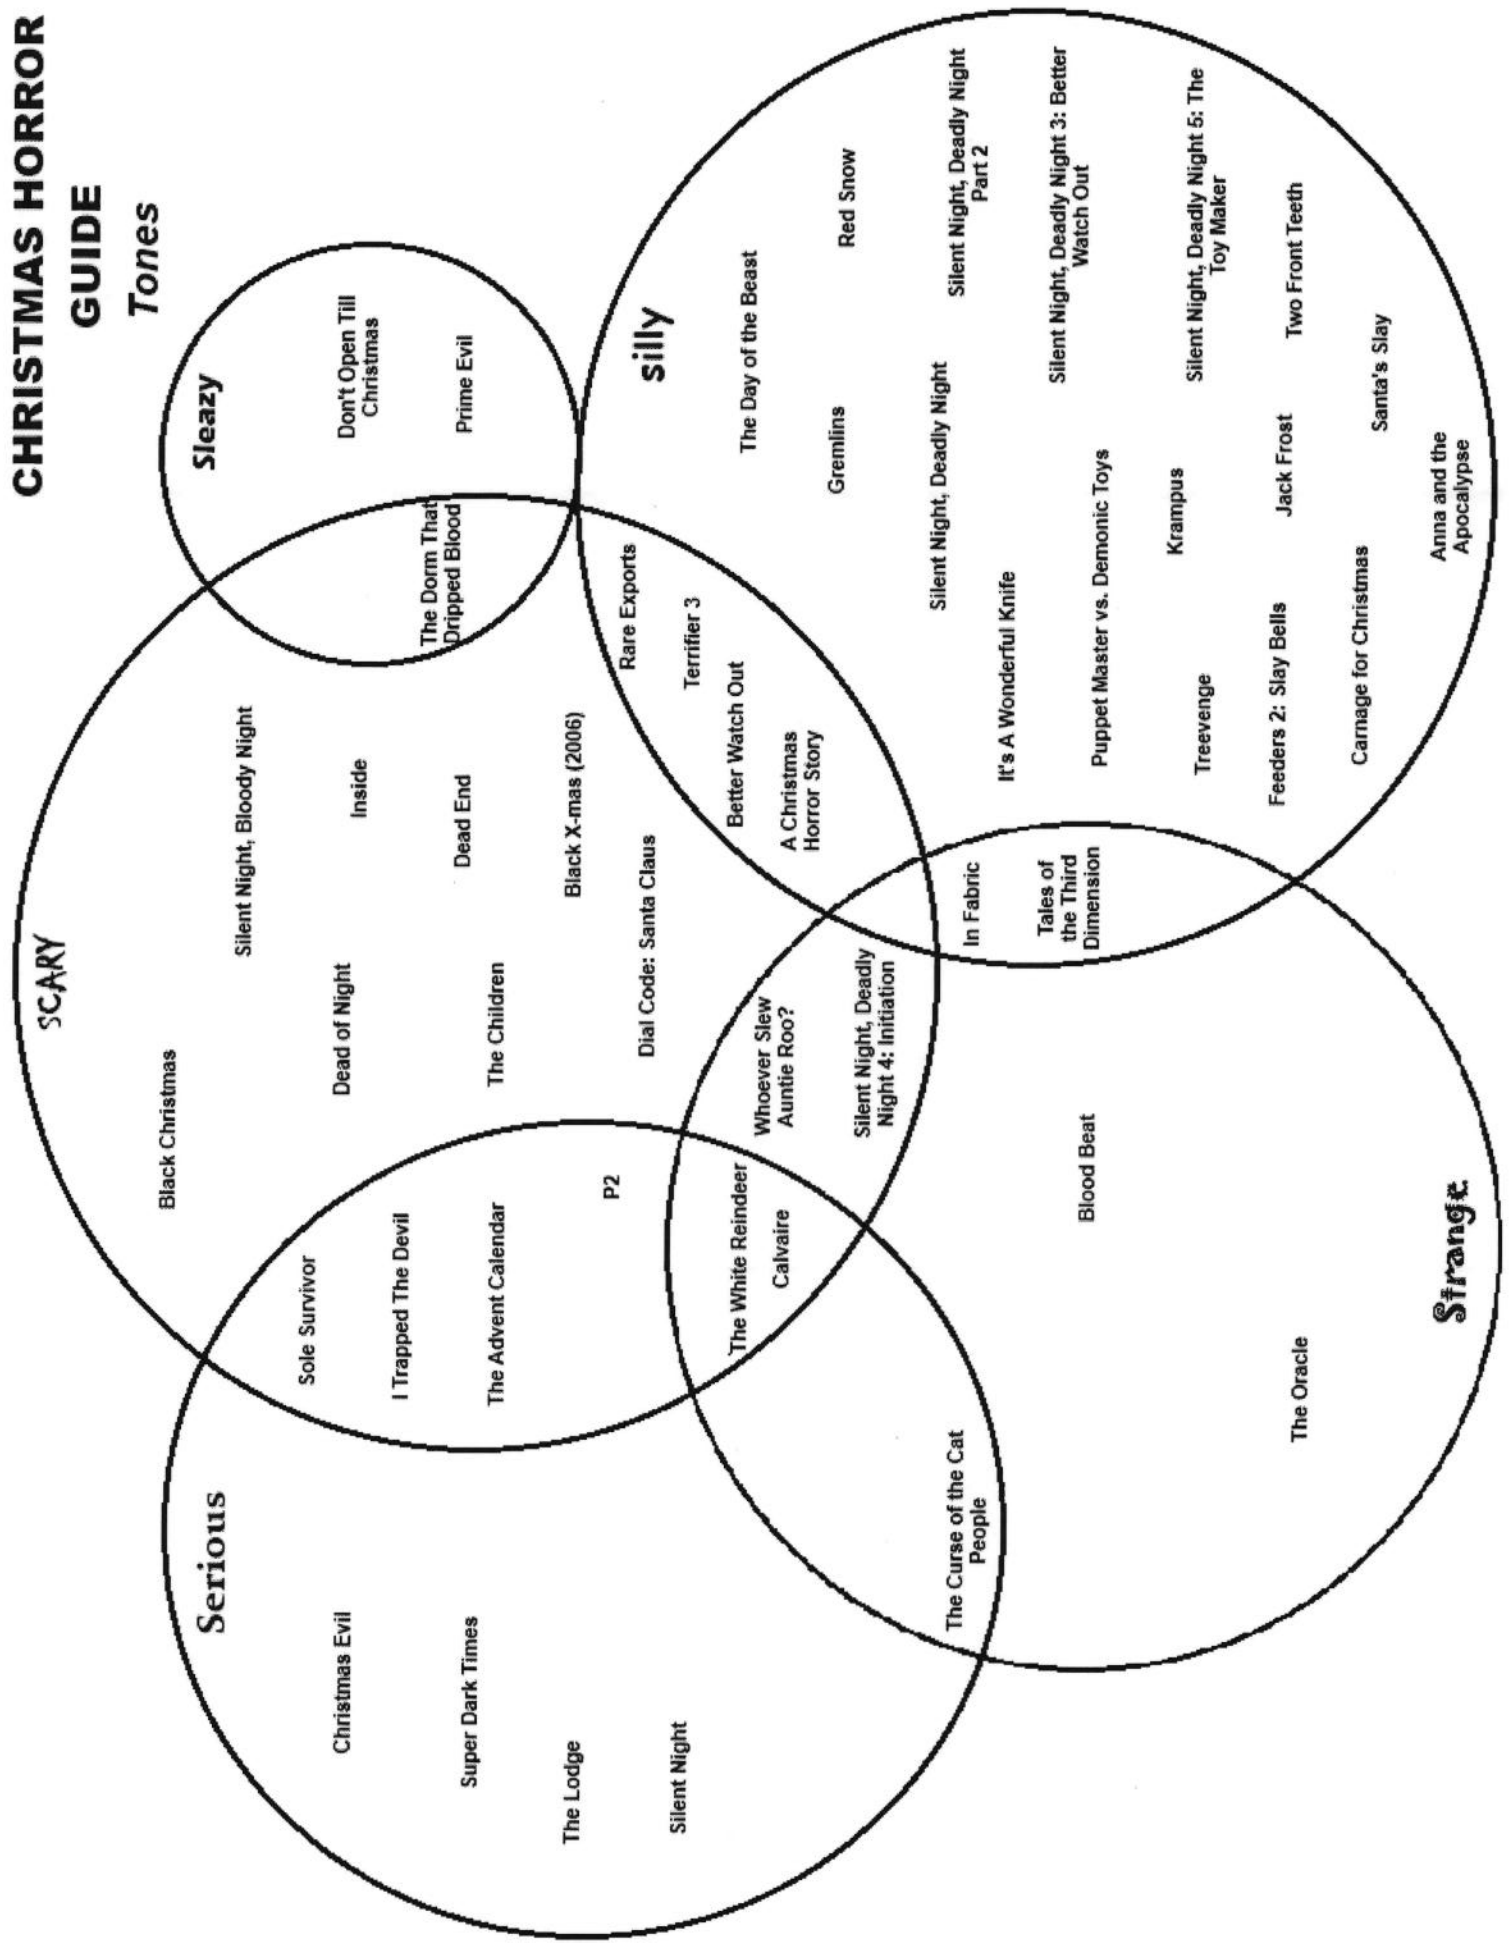 CHRISTMAS HORROR
GUIDE
Tones
Serious
Christmas Evil
Super Dark Times
The Lodge
Silent Night
Sole Survivor
I Trapped The Devil
The Advent Calendar
P2
SCARY
Black Christmas
Silent Night, Bloody Night
Dead of Night
Inside
The Children
Dead End
Black X-mas (2006)
Dial Code: Santa Claus
The Dorm That
Dripped Blood
Sleazy
Don't Open Till
Christmas
Prime Evil
Rare Exports
Terrifier 3
Better Watch Out
A Christmas
Horror Story
The White Reindeer
Calvaire
Whoever Slew
Auntie Roo?
Silent Night, Deadly
Night 4: Initiation
The Curse of the Cat
People
In Fabric
Tales of
the Third
Dimension
Blood Beat
The Oracle
Strange
silly
The Day of the Beast
Gremlins
Red Snow
Silent Night, Deadly Night
Silent Night, Deadly Night
Part 2
It's A Wonderful Knife
Silent Night, Deadly Night 3: Better
Watch Out
Puppet Master vs. Demonic Toys
Krampus
Silent Night, Deadly Night 5: The
Toy Maker
Treevenge
Feeders 2: Slay Bells
Jack Frost
Two Front Teeth
Carnage for Christmas
Santa's Slay
Anna and the
Apocalypse